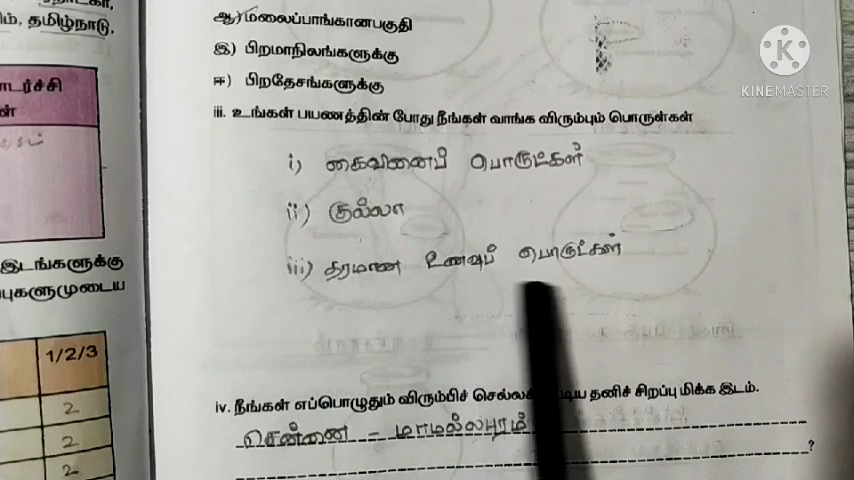 தமிழ்நாடு,
ஆ) மலைப்பாங்கானபகுதி
இ) பிறமாநிலங்களுக்கு
ஈ) பிறதேசங்களுக்கு
iii. உங்கள் பயணத்தின் போது நீங்கள் வாங்க விரும்பும் பொருள்கள்
i) கைவினைப் பொருட்கள்
ii) குல்லா
iii) தரமான உணவுப் பொருட்கள்
iv. நீங்கள் எப்பொழுதும் விரும்பிச் தனிச் சிறப்பு மிக்க இடம்.
சென்னை - மாமல்லபுரம்
?
இடங்களுக்கு
1/2/3
2
2
2
KINEMASTER